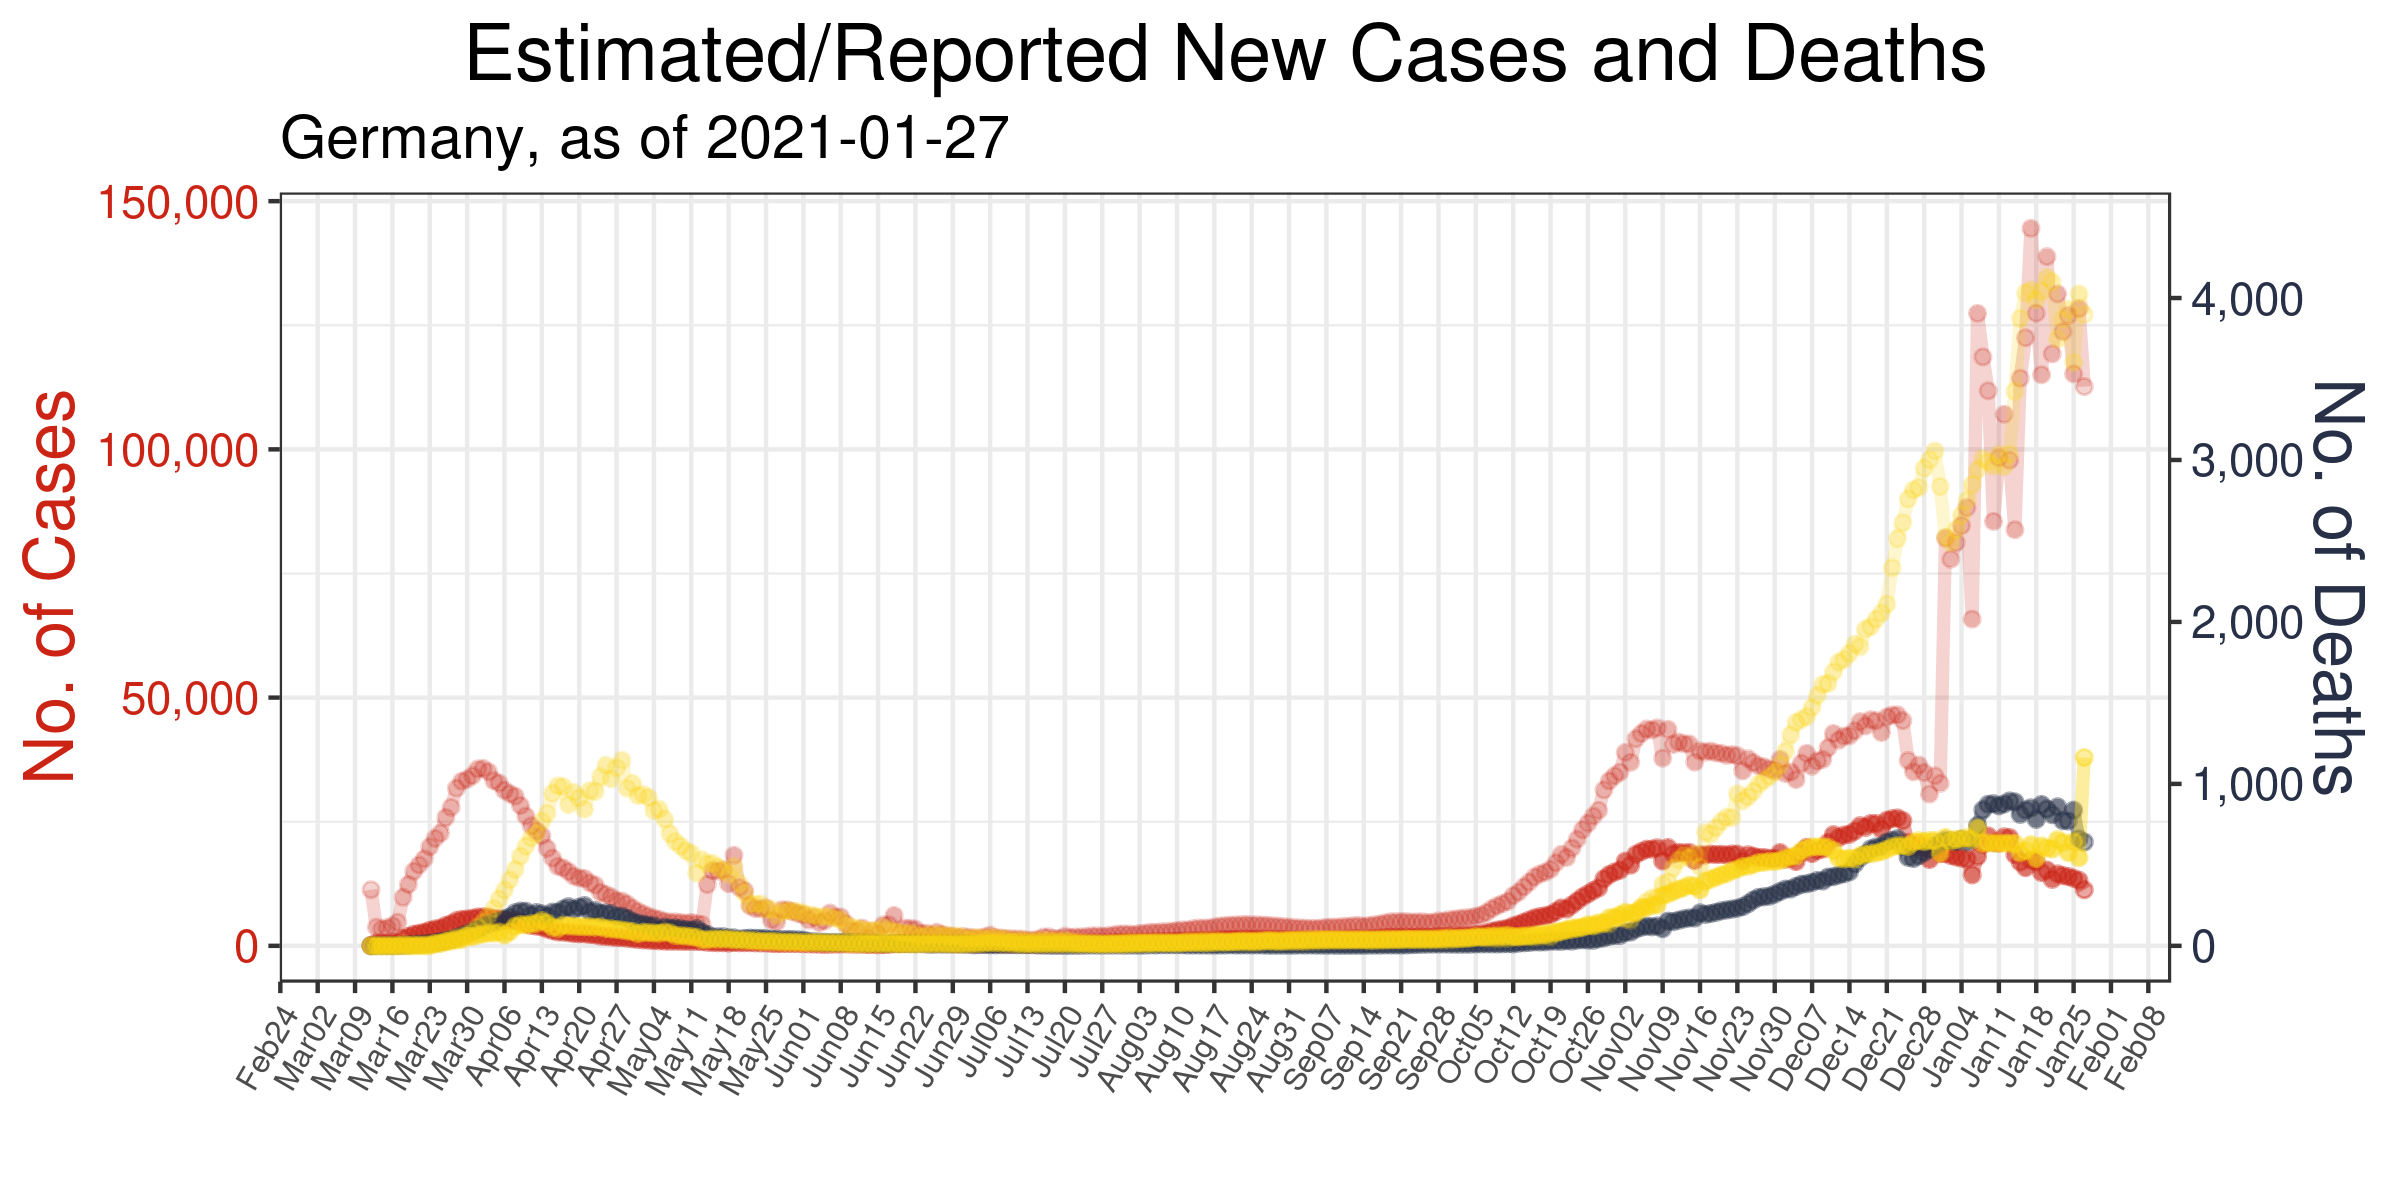 Estimated/Reported New Cases and Deaths
Germany, as of 2021-01-27
No. of Cases
150,000
100,000
50,000
0
4,000
3,000
2,000
1,000
0
No. of Deaths
Feb24
Mar02
Mar09
Mar16
Mar23
Mar30
Apr06
Apr13
Apr20
Apr27
May04
May11
May18
May25
Jun01
Jun08
Jun15
Jun22
Jun29
Jul06
Jul13
Jul20
Jul27
Aug03
Aug10
Aug17
Aug24
Aug31
Sep07
Sep14
Sep21
Sep28
Oct05
Oct12
Oct19
Oct26
Nov02
Nov09
Nov16
Nov23
Nov30
Dec07
Dec14
Dec21
Dec28
Jan04
Jan11
Jan18
Jan25
Feb01
Feb08